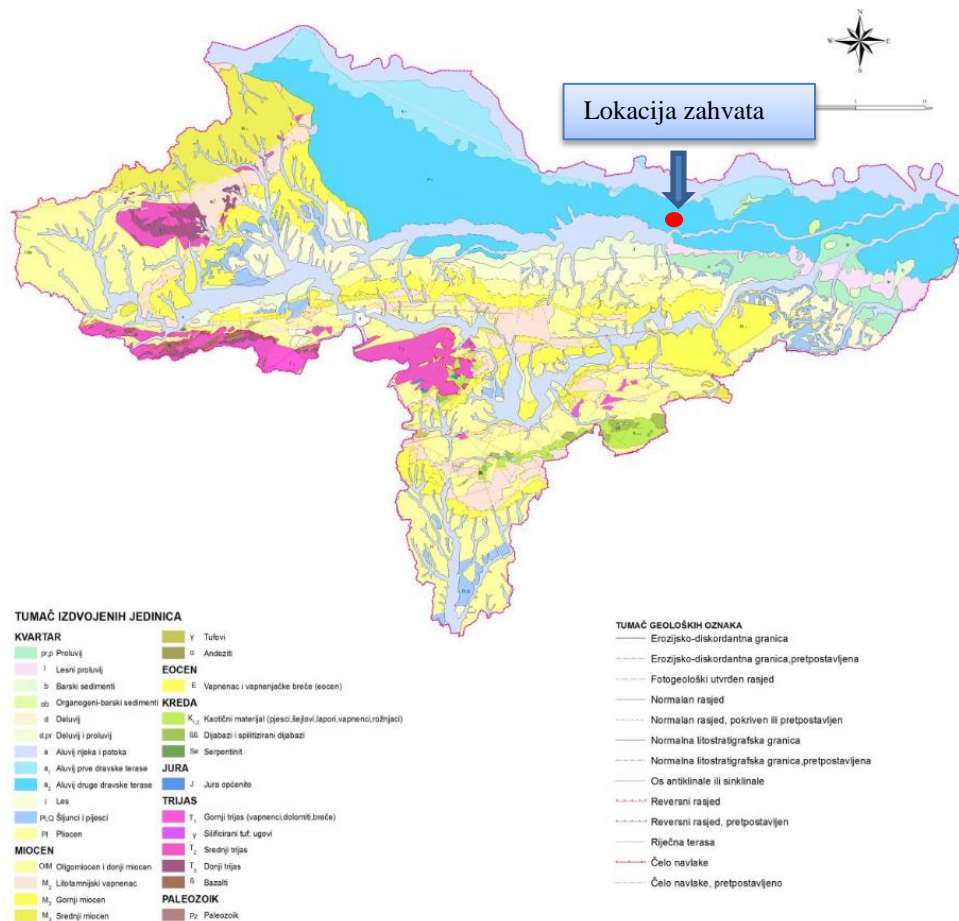 N
W E
S
Lokacija zahvata
TUMAČ IZDVOJENIH JEDINICA
KVARTAR
pr,p Proluvij
l Lesni proluvij
b Barski sedimenti
ob Organogeni-barski sedimenti
d Deluvij
d,pr Deluvij i proluvij
a Aluvij rijeka i potoka
a₁ Aluvij prve dravske terase
a₂ Aluvij druge dravske terase
l Les
Pl,Q Šljunci i pijesci
Pl Pliocen
MIOCEN
OlM Oligomiocen i donji miocen
M₂ Litotamnijski vapnenac
M₃ Gornji miocen
Srednji miocen
γ Tufovi
α Andeziti
EOCEN
E Vapnenac i vapnenjačke breče (eocen)
KREDA
K₁,₂ Kaotični materijal (pjesci,šejlovi,lapori,vapnenci,rožnjaci)
ßß Dijabazi i spilitizirani dijabazi
Se Serpentinit
JURA
J Jura općenito
TRIJAS
Gornji trijas (vapnenci,dolomiti,breče)
γ Silificirani tuf; ugovi
T₂ Srednji trijas
Donji trijas
ß Bazalti
PALEOZOIK
Pz Paleozoik
TUMAČ GEOLOŠKIH OZNAKA
Erozijsko-diskordantna granica
Erozijsko-diskordantna granica,pretpostavljena
Fotogeološki utvrđen rasjed
Normalan rasjed
Normalan rasjed, pokriven ili pretpostavljen
Normalna litostratigrafska granica
Normalna litostratigrafska granica,pretpostavljena
Os antiklinale ili sinklinale
Reversni rasjed
Reversni rasjed, pretpostavljen
Riječna terasa
Čelo navlake
Čelo navlake, pretpostavljeno